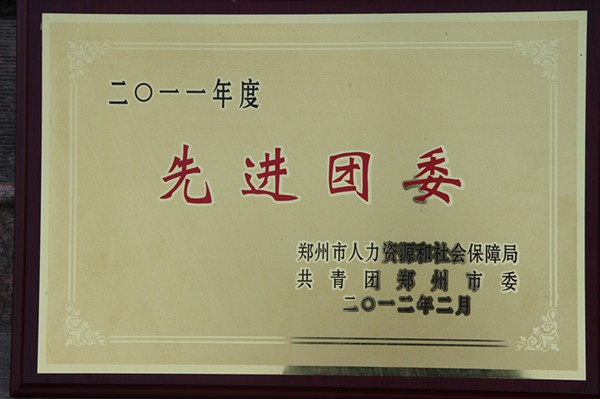 二〇一一年度
先进团委
郑州市人力资源和社会保障局
共青团郑州市委
二〇一二年二月